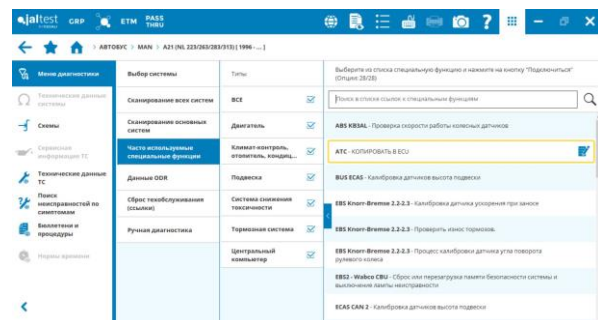 jaltest GRP ETM PASS THRU
> АВТОБУС > MAN > A21 (NL 223/263/283/313) [ 1996 - ... ]
Меню диагностики
Технические данные системы
Схемы
Сервисная информация ТС
Технические данные ТС
Поиск неисправностей по симптомам
Бюллетени и процедуры
Нормы времени
Выбор системы
Сканирование всех систем
Сканирование основных систем
Часто используемые специальные функции
Данные ODR
Сброс техобслуживания (ссылки)
Ручная диагностика
Типы:
ВСЕ
Двигатель
Климат-контроль, отопитель, кондиц...
Подвеска
Система снижения токсичности
Тормозная система
Центральный компьютер
Выберите из списка специальную функцию и нажмите на кнопку "Подключиться"
(Опции: 28/28)
Поиск в списке ссылок к специальным функциям
ABS KB3AL - Проверка скорости работы колесных датчиков
ATC - КОПИРОВАТЬ В ECU
BUS ECAS - Калибровка датчиков высота подвески
EBS Knorr-Bremse 2.2-2.3 - Калибровка датчика ускорения при заносе
EBS Knorr-Bremse 2.2-2.3 - Проверить износ тормозов.
EBS Knorr-Bremse 2.2-2.3 - Процесс калибровки датчика угла поворота
рулевого колеса
EBS2 - Wabco CBU - Сброс или перезагрузка памяти безопасности системы и
выключение лампы неисправности
ECAS CAN 2 - Калибровка датчиков высота подвески